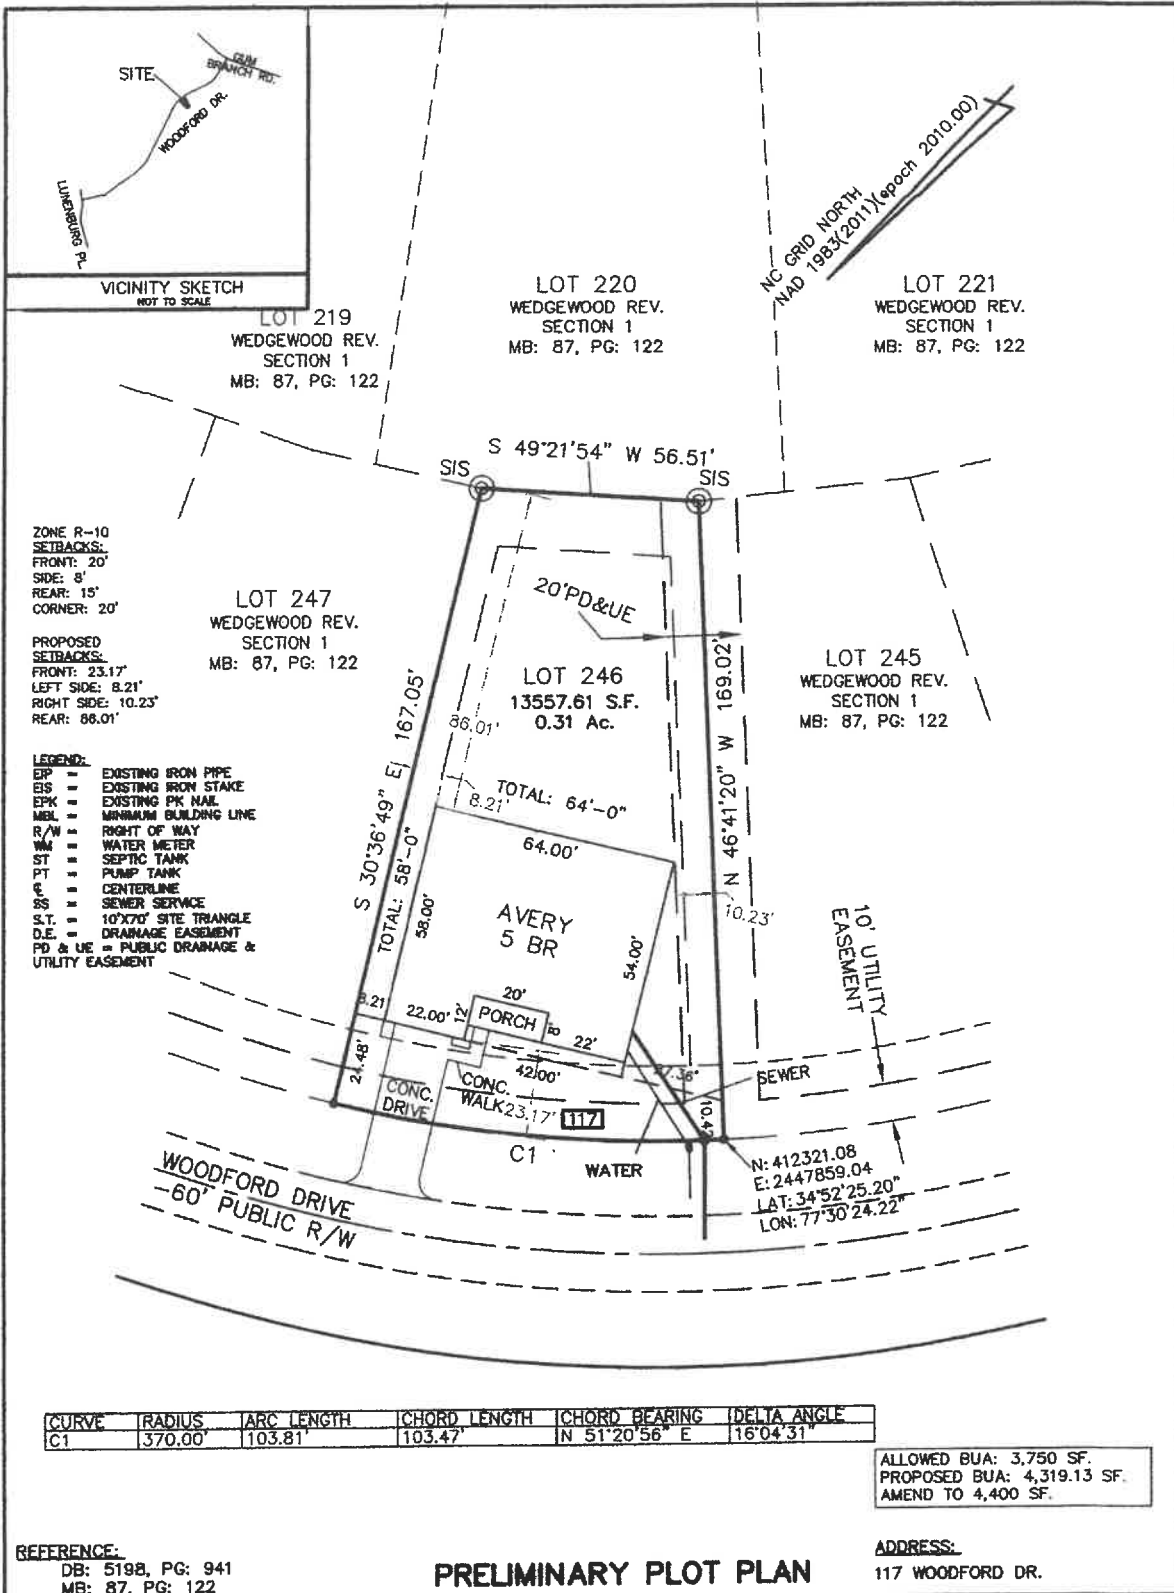 SITE
GUM
BRANCH RD.
WOODFORD DR.
LUNENBURG PL.
VICINITY SKETCH
NOT TO SCALE
NC GRID NORTH
NAD 1983(2011)(epoch 2010.00)
LOT 219
WEDGEWOOD REV.
SECTION 1
MB: 87, PG: 122
LOT 220
WEDGEWOOD REV.
SECTION 1
MB: 87, PG: 122
LOT 221
WEDGEWOOD REV.
SECTION 1
MB: 87, PG: 122
S 49°21'54" W 56.51'
SIS
SIS
ZONE R-10
SETBACKS:
FRONT: 20'
SIDE: 8'
REAR: 15'
CORNER: 20'
PROPOSED
SETBACKS:
FRONT: 23.17'
LEFT SIDE: 8.21'
RIGHT SIDE: 10.23'
REAR: 86.01'
LEGEND:
EIP = EXISTING IRON PIPE
EIS = EXISTING IRON STAKE
EPK = EXISTING PK NAIL
MBL = MINIMUM BUILDING LINE
R/W = RIGHT OF WAY
WM = WATER METER
ST = SEPTIC TANK
PT = PUMP TANK
℄ = CENTERLINE
SS = SEWER SERVICE
S.T. = 10'X70' SITE TRIANGLE
D.E. = DRAINAGE EASEMENT
PD & UE = PUBLIC DRAINAGE &
UTILITY EASEMENT
LOT 247
WEDGEWOOD REV.
SECTION 1
MB: 87, PG: 122
20'PD&UE
LOT 246
13557.61 S.F.
0.31 Ac.
LOT 245
WEDGEWOOD REV.
SECTION 1
MB: 87, PG: 122
S 30°36'49" E 167.05'
N 46°41'20" W 169.02'
86.01'
8.21'
TOTAL: 64'-0"
64.00'
TOTAL: 58'-0"
58.00'
AVERY
5 BR
54.00'
10.23'
10' UTILITY
EASEMENT
8.21
22.00'
12'
20'
PORCH
8'
22'
24.48'
42.00'
37.36'
SEWER
CONC.
DRIVE
CONC.
WALK
23.17'
117
10.47
C1
WATER
N: 412321.08
E: 2447859.04
LAT: 34°52'25.20"
LON: 77°30'24.22"
WOODFORD DRIVE
-60' PUBLIC R/W
CURVE RADIUS ARC LENGTH CHORD LENGTH CHORD BEARING DELTA ANGLE
C1 370.00' 103.81' 103.47' N 51°20'56" E 16°04'31"
ALLOWED BUA: 3,750 SF.
PROPOSED BUA: 4,319.13 SF.
AMEND TO 4,400 SF.
REFERENCE:
DB: 5198, PG: 941
MB: 87, PG: 122
PRELIMINARY PLOT PLAN
ADDRESS:
117 WOODFORD DR.